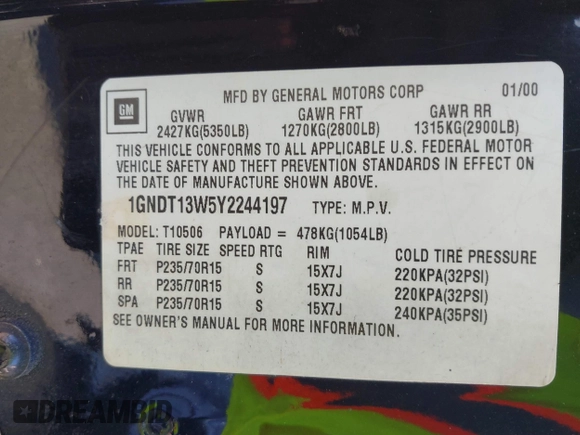 MFD BY GENERAL MOTORS CORP 01/00
GM
GVWR GAWR FRT GAWR RR
2427KG(5350LB) 1270KG(2800LB) 1315KG(2900LB)
THIS VEHICLE CONFORMS TO ALL APPLICABLE U.S. FEDERAL MOTOR
VEHICLE SAFETY AND THEFT PREVENTION STANDARDS IN EFFECT ON
THE DATE OF MANUFACTURE SHOWN ABOVE.
1GNDT13W5Y2244197 TYPE: M.P.V.
MODEL: T10506 PAYLOAD = 478KG(1054LB)
TPAE TIRE SIZE SPEED RTG RIM COLD TIRE PRESSURE
FRT P235/70R15 S 15X7J 220KPA(32PSI)
RR P235/70R15 S 15X7J 220KPA(32PSI)
SPA P235/70R15 S 15X7J 240KPA(35PSI)
SEE OWNER'S MANUAL FOR MORE INFORMATION.
DREAMBID